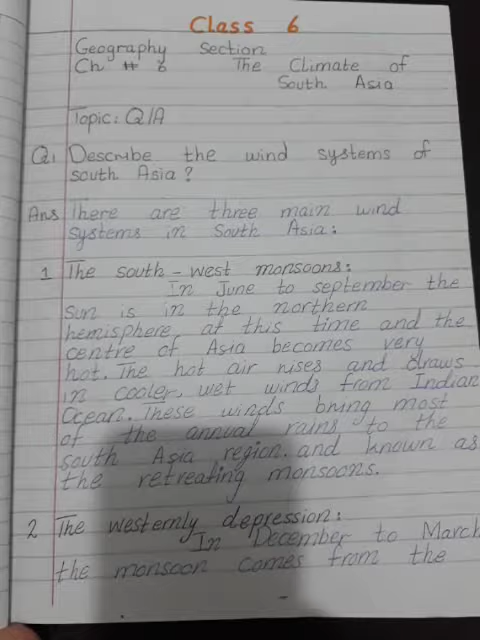 Class 6
Geography Section
Ch # 6 The Climate of
South Asia
Topic: Q/A
Q1 Describe the wind systems of
south Asia?
Ans There are three main wind
systems in South Asia:
1 The south-west monsoons:
In June to september the
sun is in the northern
hemisphere, at this time and the
centre of Asia becomes very
hot. The hot air rises and draws
in cooler, wet winds from Indian
Ocean. These winds bring most
of the annual rains to the
south Asia region. and known as
the retreating monsoons.
2 The westernly depression:
In December to March
the monsoon comes from the